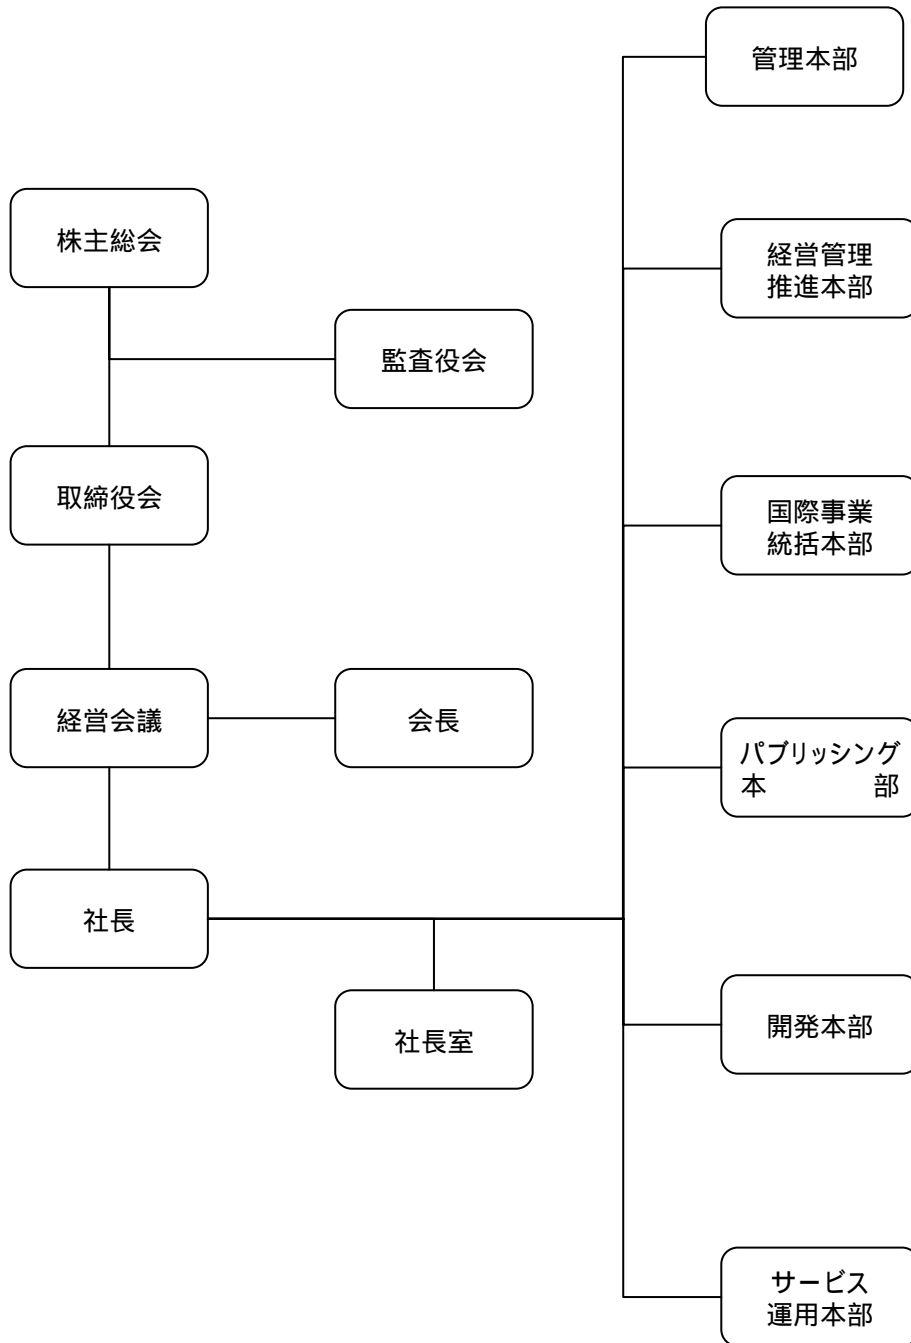 管理本部
株主総会
経営管理
推進本部
監査役会
取締役会
国際事業
統括本部
経営会議
会長
パブリッシング
本　　　　部
社長
社長室
開発本部
サービス
運用本部